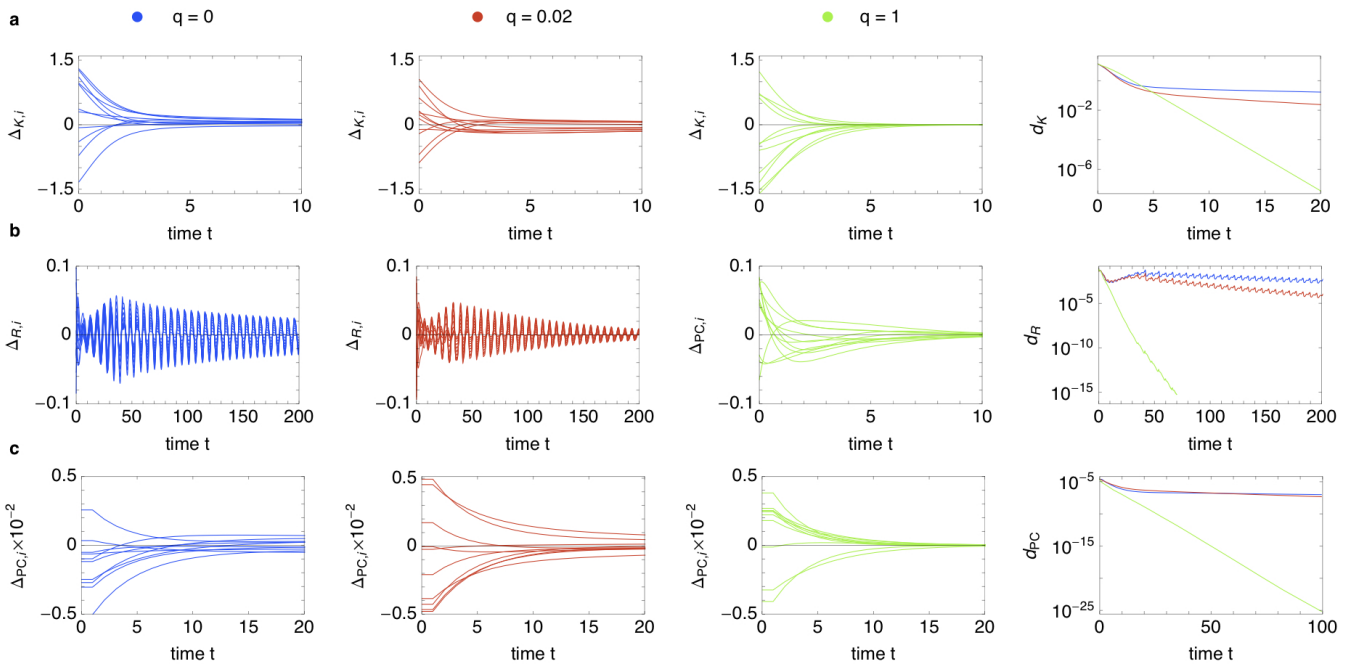 a
q = 0
q = 0.02
q = 1
1.5
0
−1.5
Δ_{K,i}
0
5
10
time t
1.5
0
−1.5
Δ_{K,i}
0
5
10
time t
1.5
0
−1.5
Δ_{K,i}
0
5
10
time t
10^{−2}
10^{−6}
d_K
0
5
10
15
20
time t
b
0.1
0
−0.1
Δ_{R,i}
0
50
100
150
200
time t
0.1
0
−0.1
Δ_{R,i}
0
50
100
150
200
time t
0.1
0
−0.1
Δ_{PC,i}
0
5
10
time t
10^{−5}
10^{−10}
10^{−15}
d_R
0
50
100
150
200
time t
c
0.5
0
−0.5
Δ_{PC,i}×10^{−2}
0
5
10
15
20
time t
0.5
0
−0.5
Δ_{PC,i}×10^{−2}
0
5
10
15
20
time t
0.5
0
−0.5
Δ_{PC,i}×10^{−2}
0
5
10
15
20
time t
10^{−5}
10^{−15}
10^{−25}
d_{PC}
0
50
100
time t